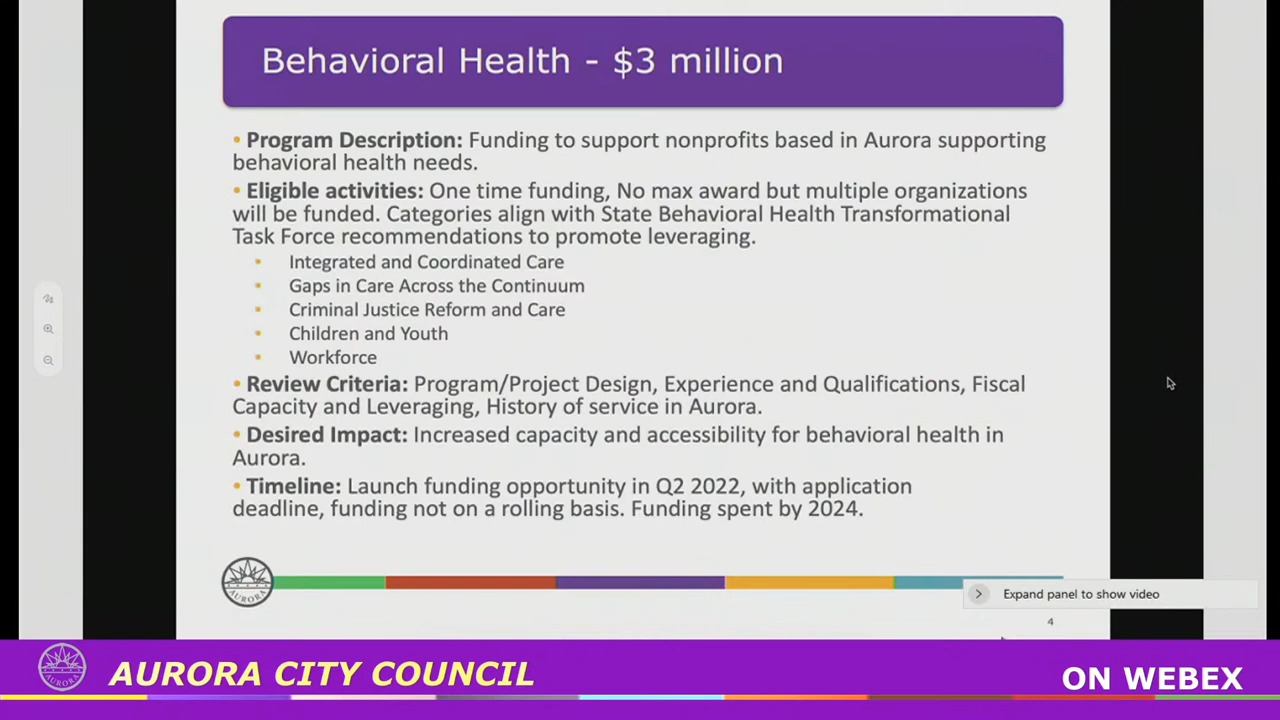 Behavioral Health - $3 million
• Program Description: Funding to support nonprofits based in Aurora supporting
behavioral health needs.
• Eligible activities: One time funding, No max award but multiple organizations
will be funded. Categories align with State Behavioral Health Transformational
Task Force recommendations to promote leveraging.
• Integrated and Coordinated Care
• Gaps in Care Across the Continuum
• Criminal Justice Reform and Care
• Children and Youth
• Workforce
• Review Criteria: Program/Project Design, Experience and Qualifications, Fiscal
Capacity and Leveraging, History of service in Aurora.
• Desired Impact: Increased capacity and accessibility for behavioral health in
Aurora.
• Timeline: Launch funding opportunity in Q2 2022, with application
deadline, funding not on a rolling basis. Funding spent by 2024.
AURORA
Expand panel to show video
4
AURORA CITY COUNCIL
ON WEBEX